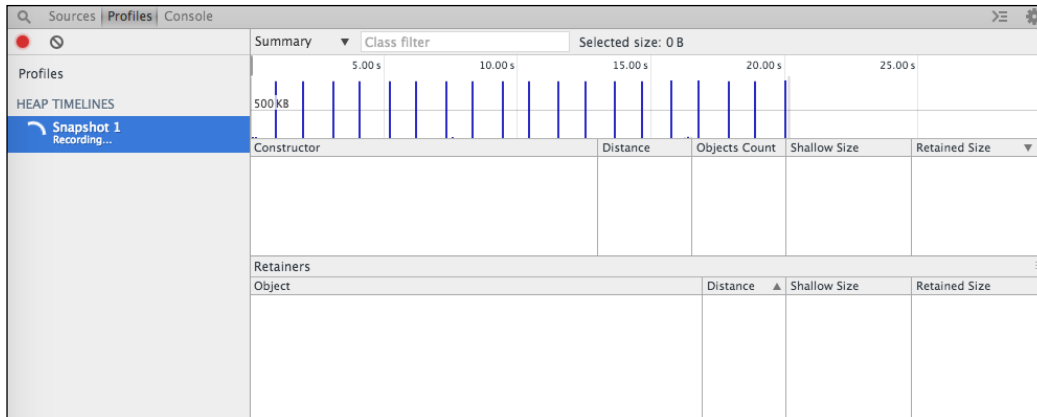 Sources Profiles Console
Summary ▼ Class filter Selected size: 0 B
Profiles
HEAP TIMELINES
Snapshot 1
Recording...
5.00 s 10.00 s 15.00 s 20.00 s 25.00 s
500 KB
Constructor Distance Objects Count Shallow Size Retained Size ▼
Retainers
Object Distance ▲ Shallow Size Retained Size